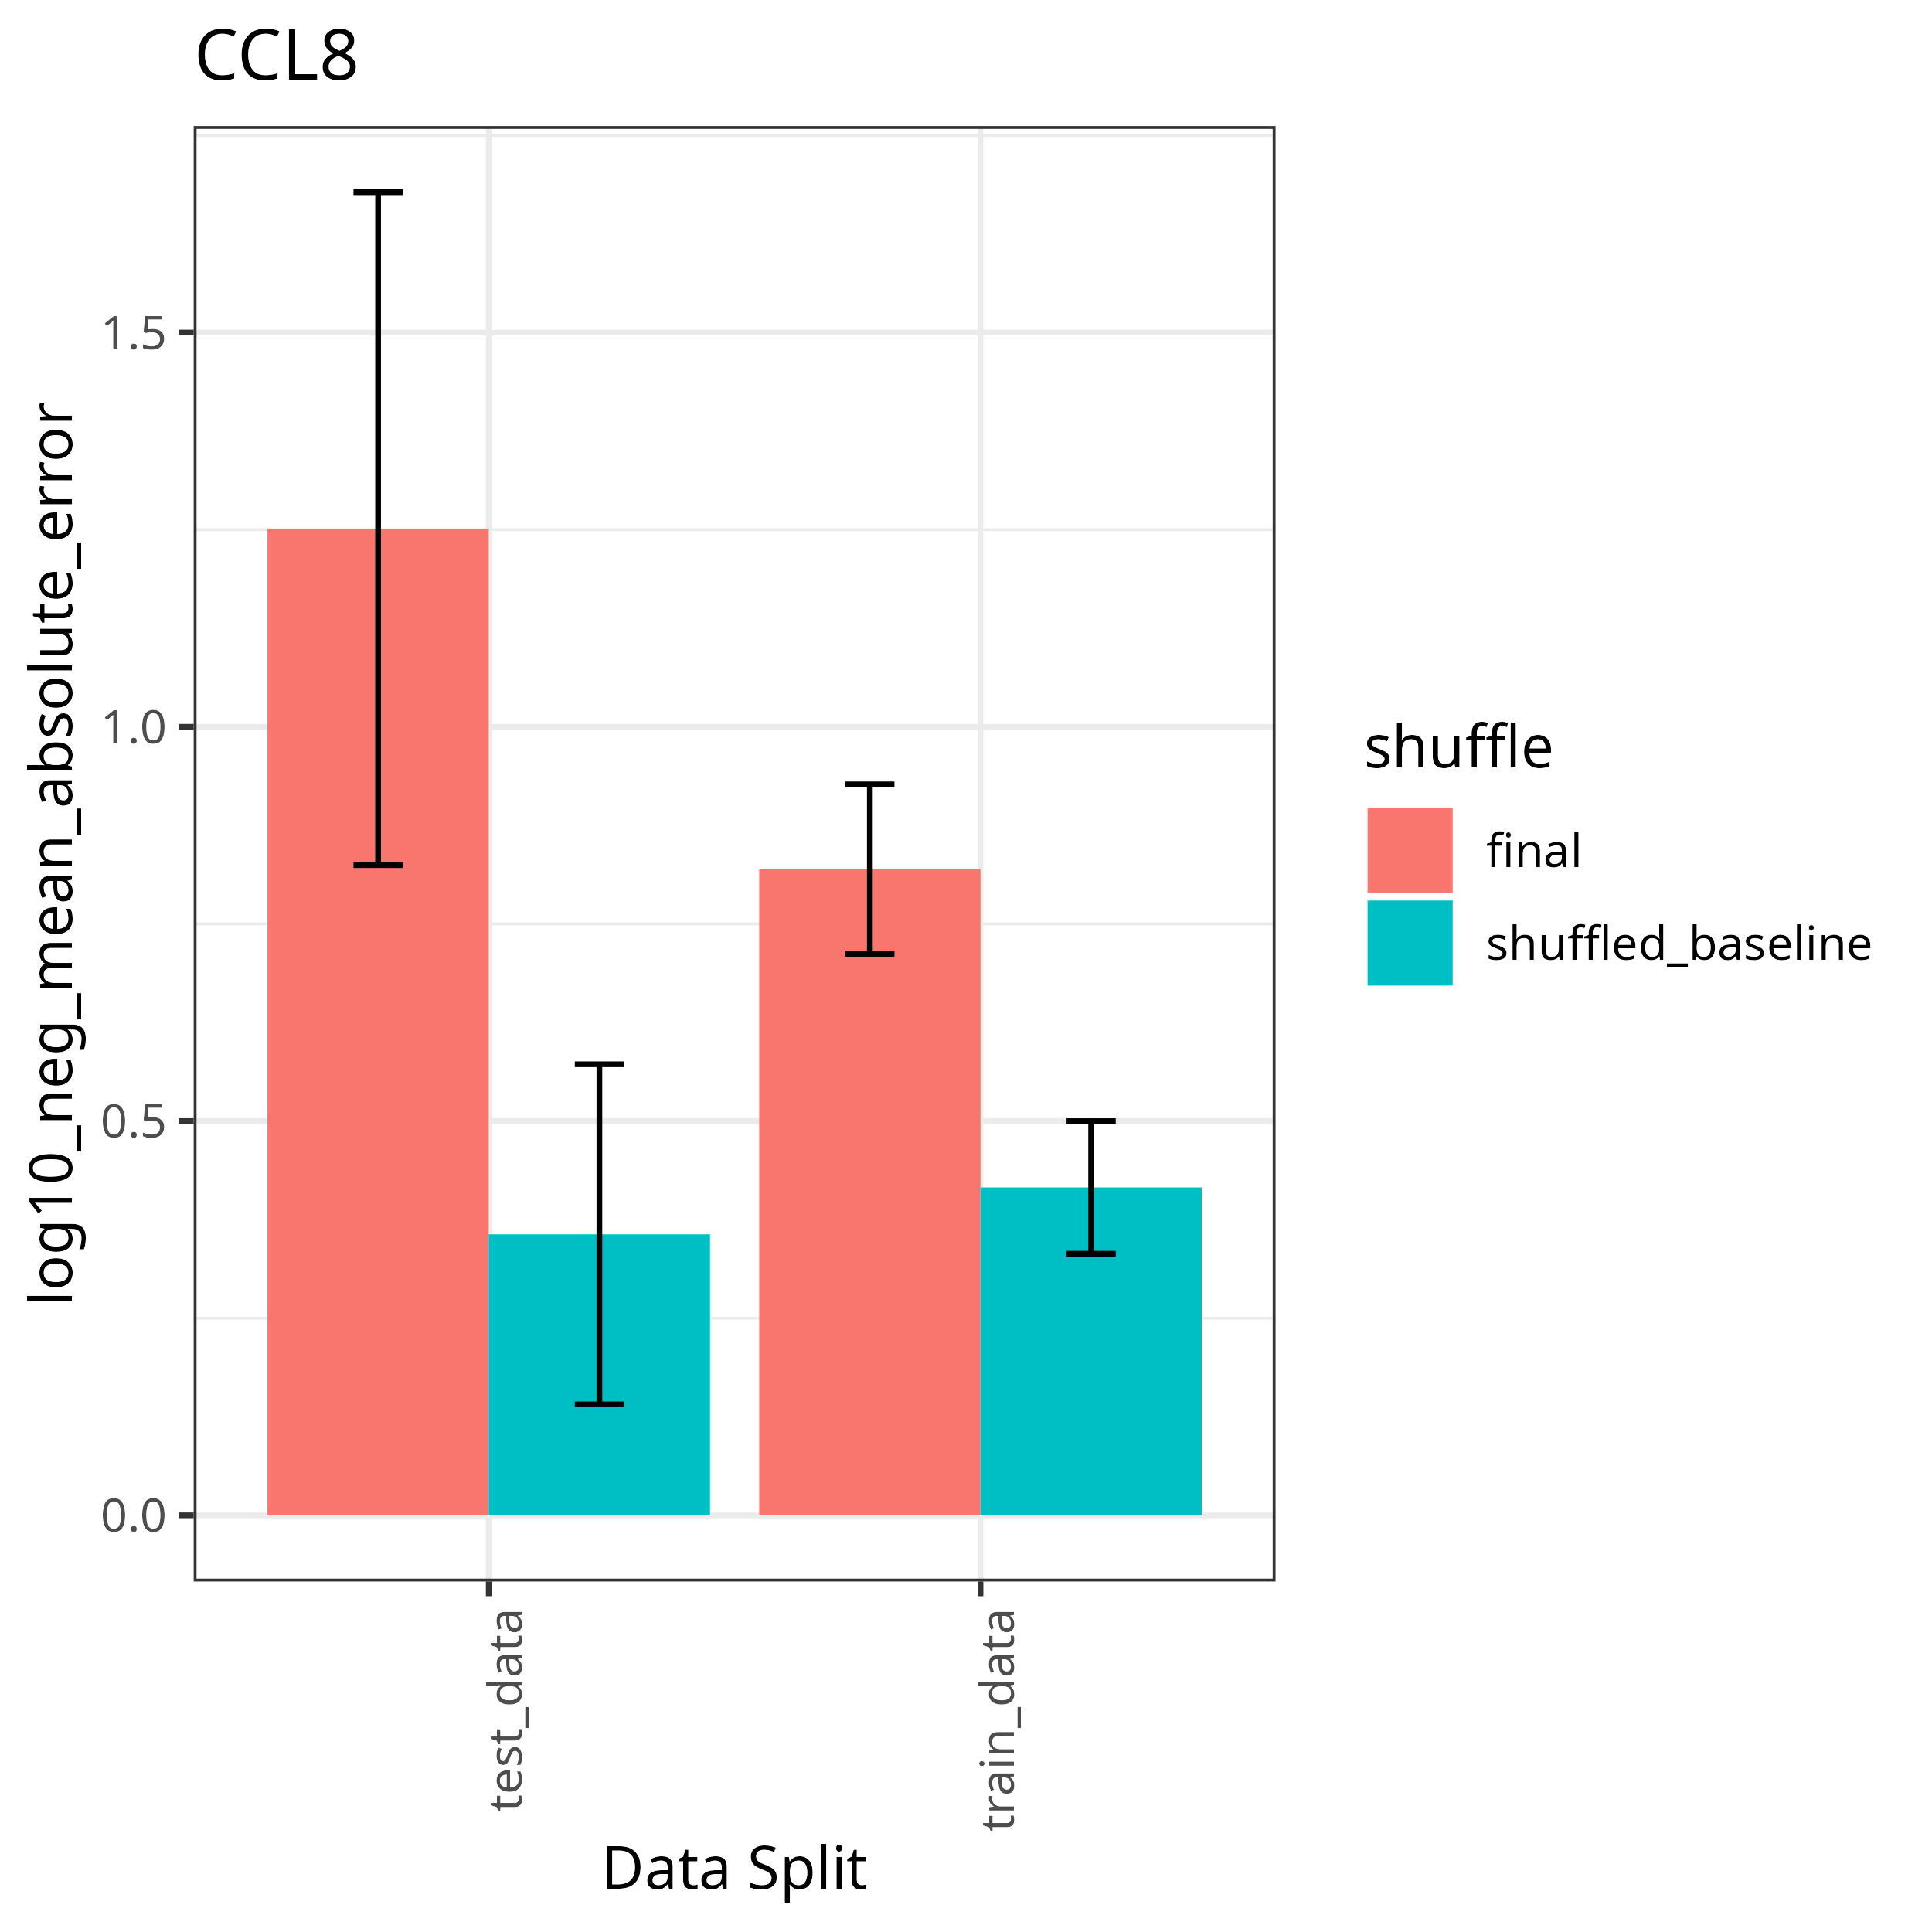 CCL8
log10_neg_mean_absolute_error
1.5
1.0
0.5
0.0
test_data
train_data
Data Split
shuffle
final
shuffled_baseline